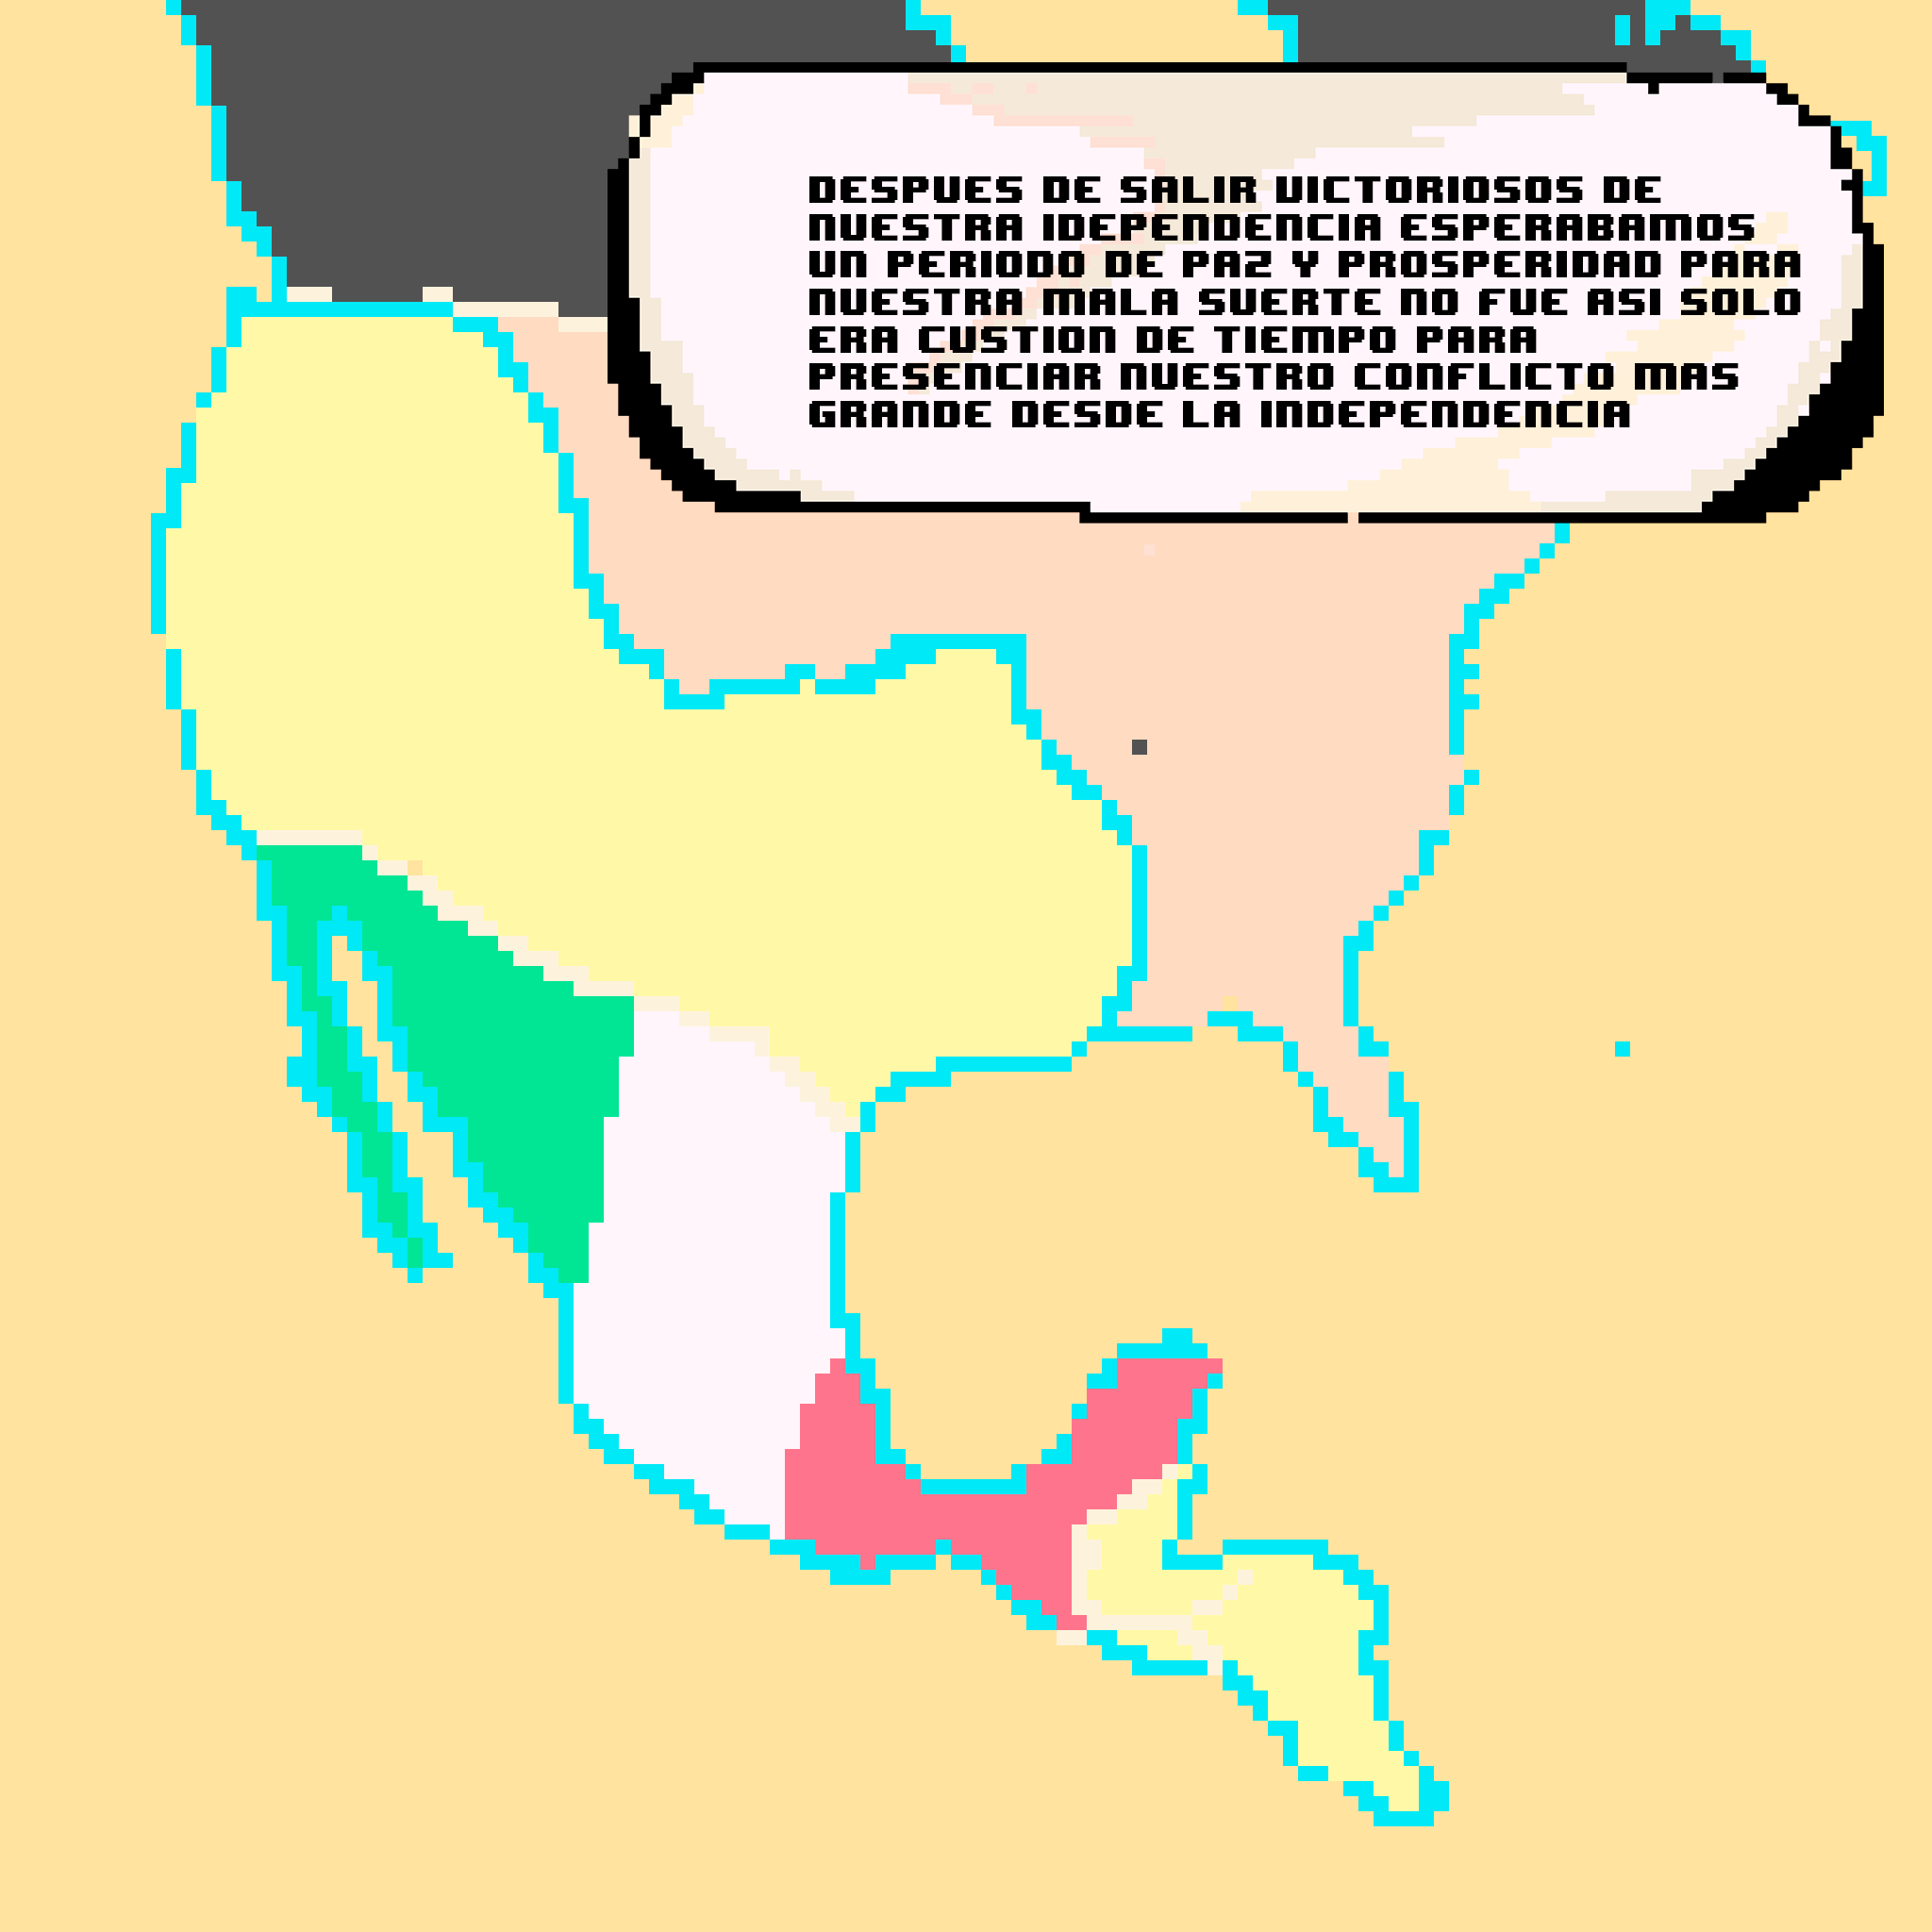 DESPUES DE SALIR VICTORIOSOS DE
NUESTRA IDEPENDENCIA ESPERABAMOS
UN PERIODO DE PAZ Y PROSPERIDAD PARA
NUESTRA MALA SUERTE NO FUE ASI SOLO
ERA CUSTION DE TIEMPO PARA
PRESENCIAR NUESTRO CONFLICTO MAS
GRANDE DESDE LA INDEPENDENCIA